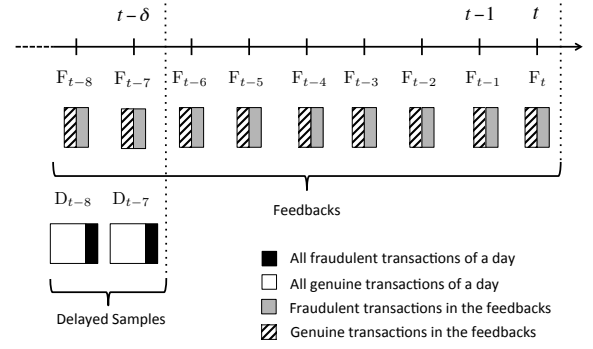 t−δ t−1 t
F_{t−8} F_{t−7} F_{t−6} F_{t−5} F_{t−4} F_{t−3} F_{t−2} F_{t−1} F_t
Feedbacks
D_{t−8} D_{t−7}
Delayed Samples
All fraudulent transactions of a day
All genuine transactions of a day
Fraudulent transactions in the feedbacks
Genuine transactions in the feedbacks